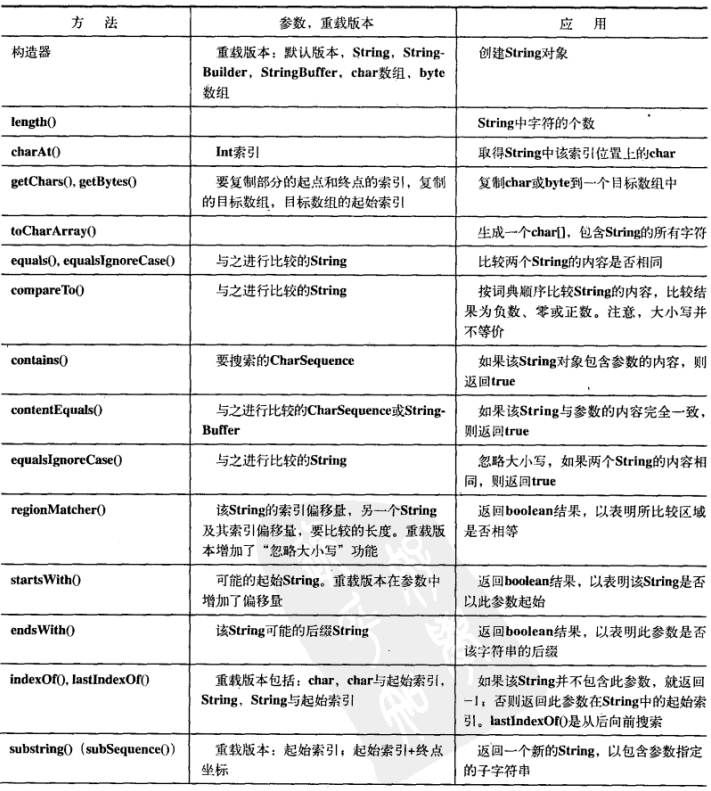 方 法 参数，重载版本 应 用
构造器 重载版本：默认版本，String，String- 创建String对象
Builder，StringBuffer，char数组，byte
数组
length() String中字符的个数
charAt() Int索引 取得String中该索引位置上的char
getChars(), getBytes() 要复制部分的起点和终点的索引，复制 复制char或byte到一个目标数组中
的目标数组，目标数组的起始索引
toCharArray() 生成一个char[]，包含String的所有字符
equals(), equalsIgnoreCase() 与之进行比较的String 比较两个String的内容是否相同
compareTo() 与之进行比较的String 按词典顺序比较String的内容，比较结
果为负数、零或正数。注意，大小写并
不等价
contains() 要搜索的CharSequence 如果该String对象包含参数的内容，则
返回true
contentEquals() 与之进行比较的CharSequence或String- 如果该String与参数的内容完全一致，
Buffer 则返回true
equalsIgnoreCase() 与之进行比较的String 忽略大小写，如果两个String的内容相
同，则返回true
regionMatcher() 该String的索引偏移量，另一个String 返回boolean结果，以表明所比较区域
及其索引偏移量，要比较的长度。重载版 是否相等
本增加了“忽略大小写”功能
startsWith() 可能的起始String。重载版本在参数中 返回boolean结果，以表明该String是否
增加了偏移量 以此参数起始
endsWith() 该String可能的后缀String 返回boolean结果，以表明此参数是否
该字符串的后缀
indexOf(), lastIndexOf() 重载版本包括：char，char与起始索引， 如果该String并不包含此参数，就返回
String，String与起始索引 -1；否则返回此参数在String中的起始索
引。lastIndexOf()是从后向前搜索
substring()（subSequence()） 重载版本：起始索引；起始索引+终点 返回一个新的String，以包含参数指定
坐标 的子字符串